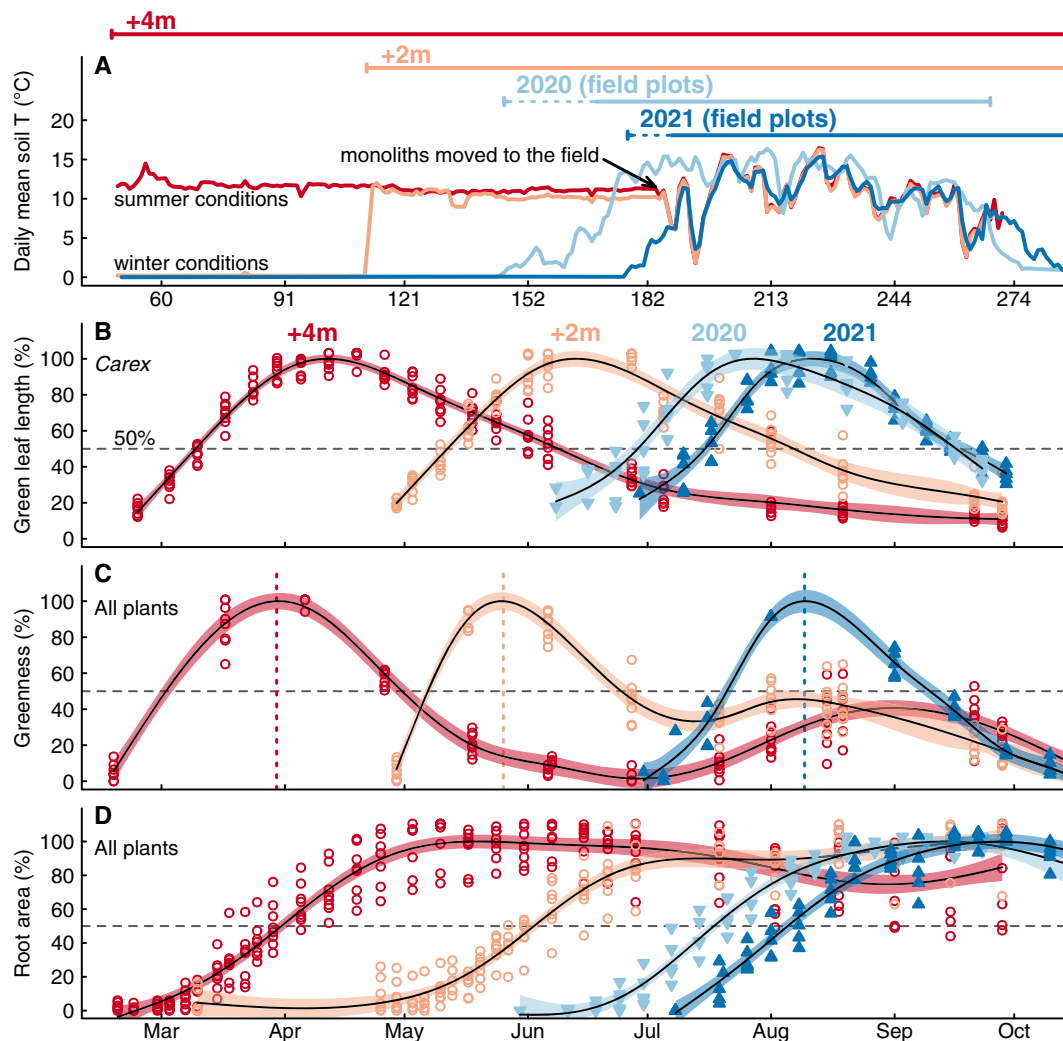 +4m
A
+2m
2020 (field plots)
2021 (field plots)
monoliths moved to the field
summer conditions
winter conditions
Daily mean soil T (°C)
20
15
10
5
0
60 91 121 152 182 213 244 274
B
+4m +2m 2020 2021
Carex
50%
Green leaf length (%)
100
80
60
40
20
0
C
All plants
Greenness (%)
100
80
60
40
20
0
D
All plants
Root area (%)
100
80
60
40
20
0
Mar Apr May Jun Jul Aug Sep Oct